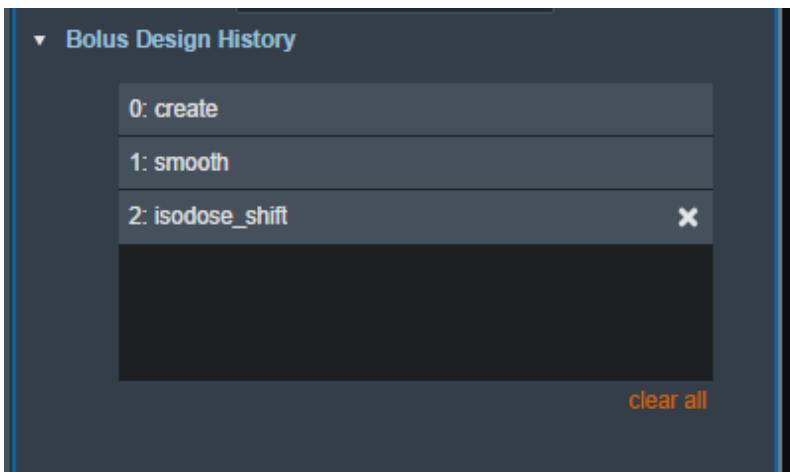 Bolus Design History
0: create
1: smooth
2: isodose_shift
clear all